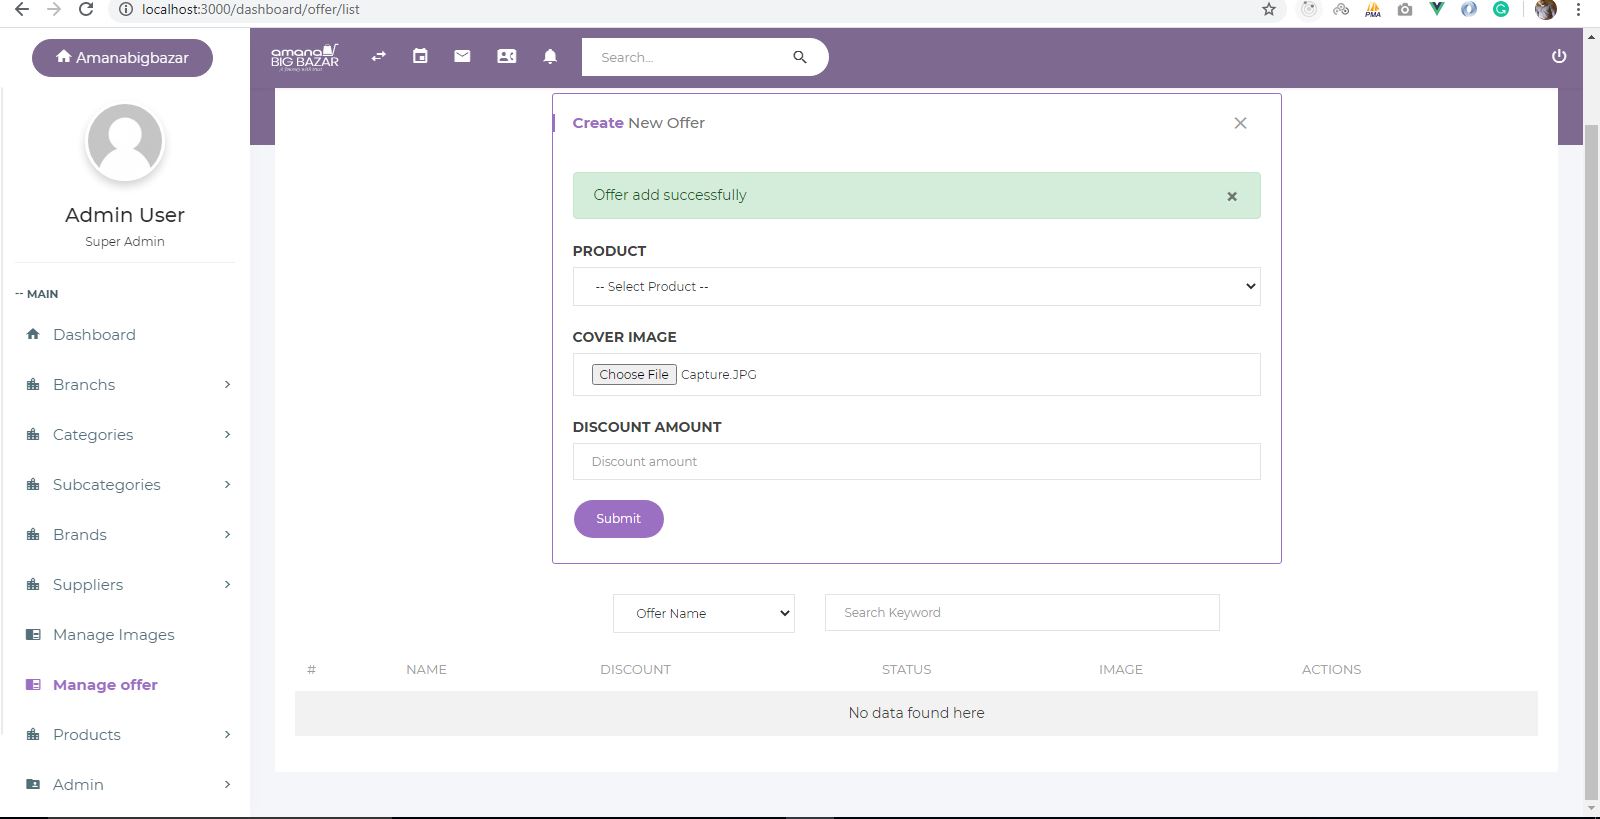 localhost:3000/dashboard/offer/list
PMA
Amanabigbazar
amana
BIG BAZAR
Search...
Create New Offer
Admin User
Super Admin
-- MAIN
Dashboard
Branchs
Categories
Subcategories
Brands
Suppliers
Manage Images
Manage offer
Products
Admin
Offer add successfully
PRODUCT
-- Select Product --
COVER IMAGE
Choose File Capture.JPG
DISCOUNT AMOUNT
Discount amount
Submit
Offer Name Search Keyword
# NAME DISCOUNT STATUS IMAGE ACTIONS
No data found here